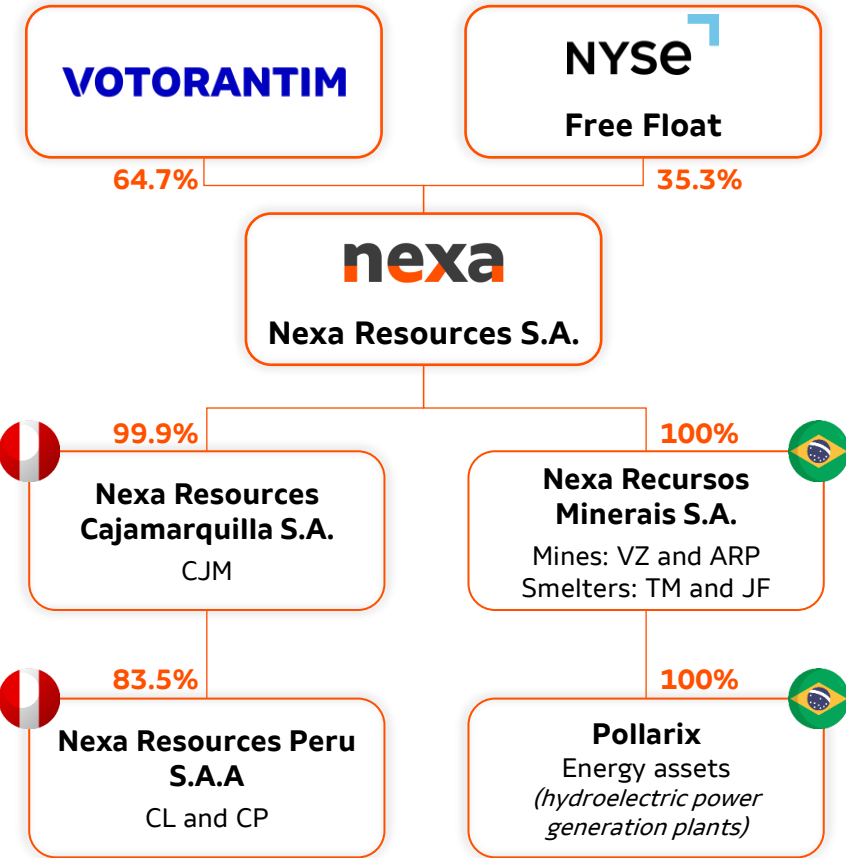 VOTORANTIM
NYSE
Free Float
64.7%
35.3%
nexa
Nexa Resources S.A.
99.9%
100%
Nexa Resources
Cajamarquilla S.A.
CJM
Nexa Recursos
Minerais S.A.
Mines: VZ and ARP
Smelters: TM and JF
83.5%
100%
Nexa Resources Peru
S.A.A
CL and CP
Pollarix
Energy assets
(hydroelectric power
generation plants)